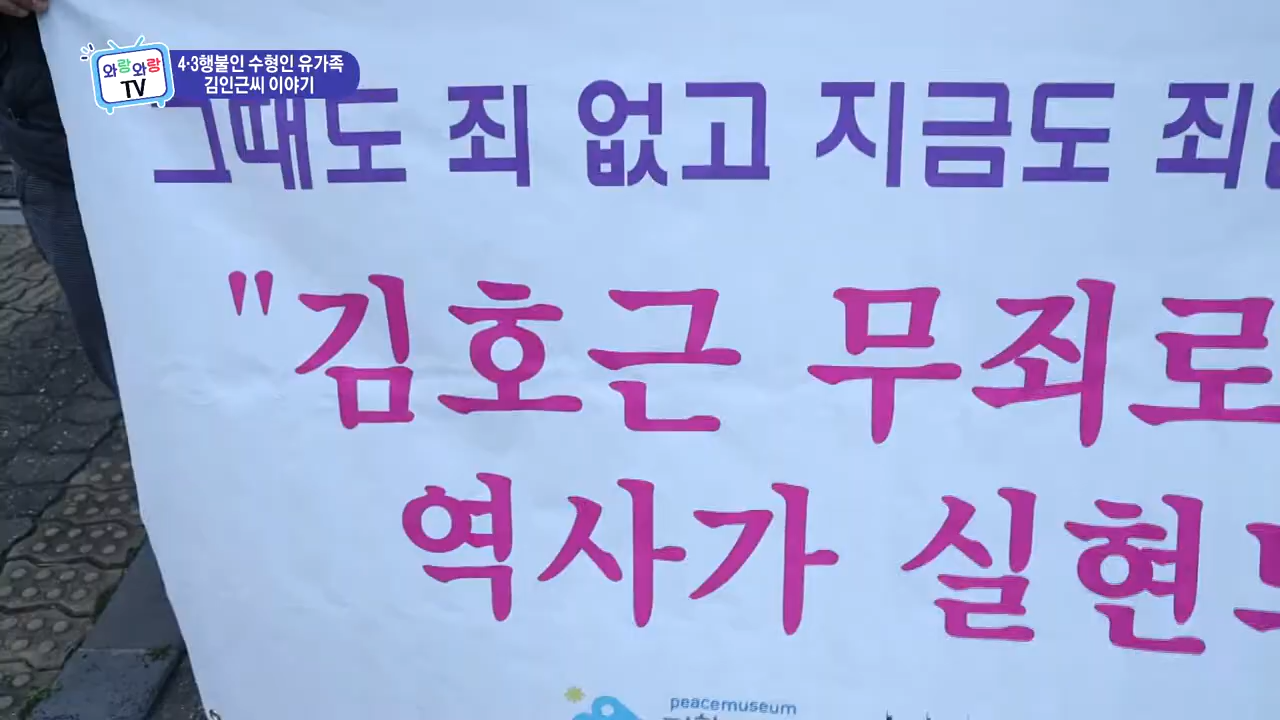 와랑와랑
TV
4·3행불인 수형인 유가족
김인근씨 이야기
그때도 죄 없고 지금도 죄
"김호근 무죄로
역사가 실현
peacemuseum